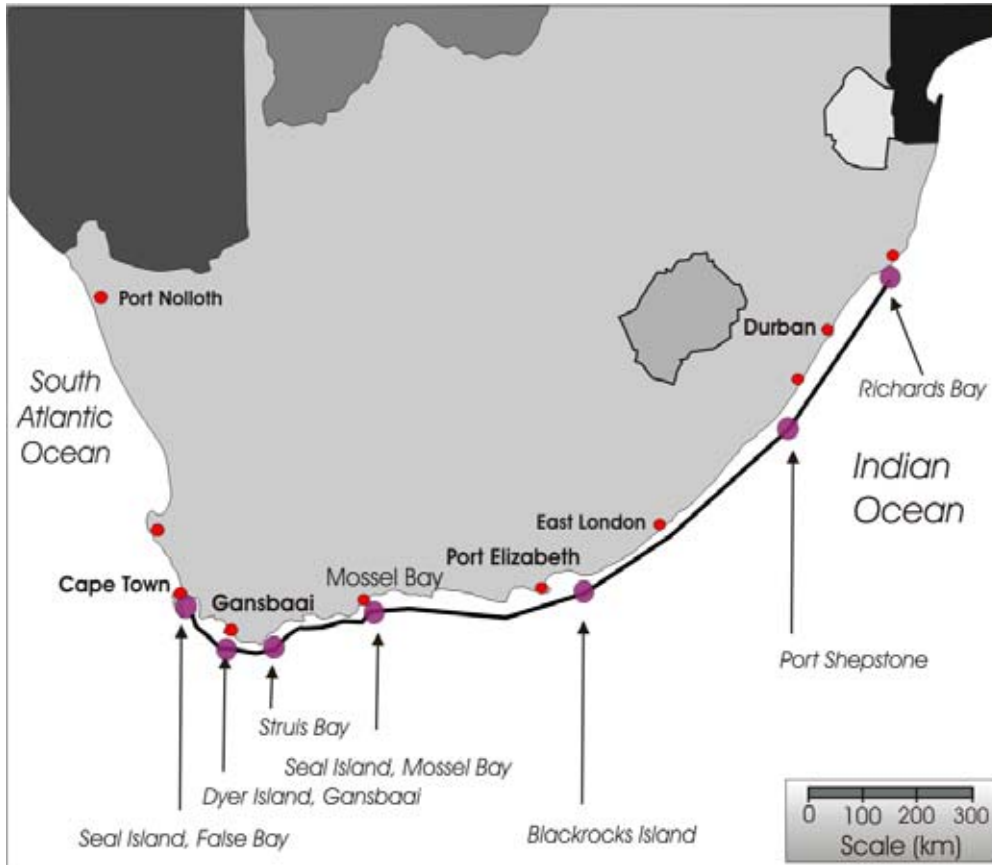 Port Nolloth
South
Atlantic
Ocean
Durban
Richards Bay
Indian
Ocean
East London
Port Elizabeth
Mossel Bay
Cape Town
Gansbaai
Port Shepstone
Struis Bay
Seal Island, Mossel Bay
Dyer Island, Gansbaai
Seal Island, False Bay
Blackrocks Island
0 100 200 300
Scale (km)